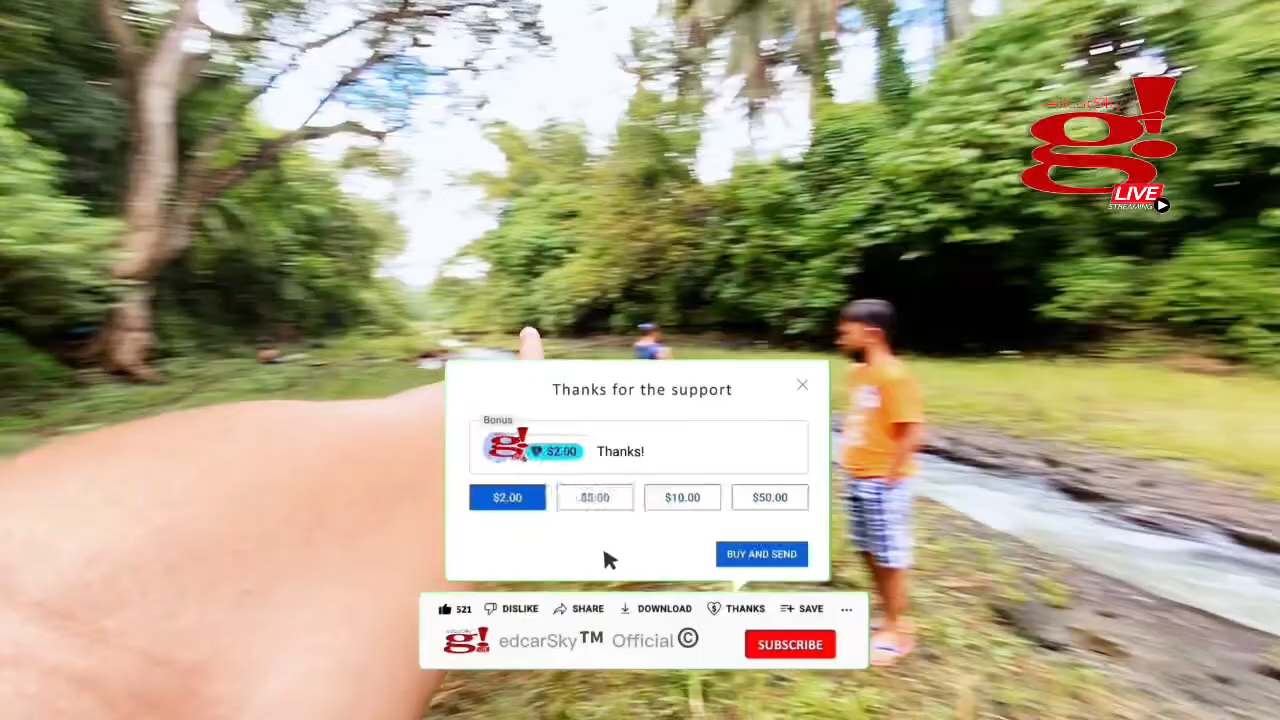 edcarSky
g!
LIVE
STREAMING
Thanks for the support
Bonus
g! $2.00 Thanks!
$2.00 $10.00 $50.00
BUY AND SEND
521 DISLIKE SHARE DOWNLOAD THANKS SAVE ...
g! edcarSky™ Official ©
SUBSCRIBE